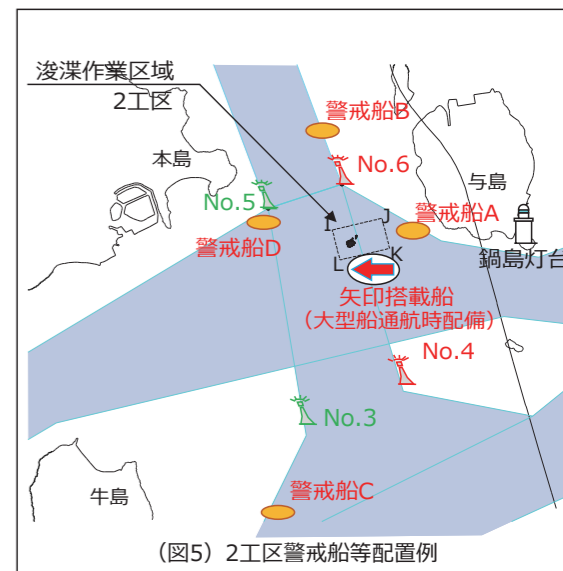 浚渫作業区域
2工区
警戒船B
本島
No.6
与島
No.5
J
警戒船A
I
警戒船D
鍋島灯台
L
K
矢印搭載船
（大型船通航時配備）
No.4
No.3
牛島
警戒船C
（図5）2工区警戒船等配置例